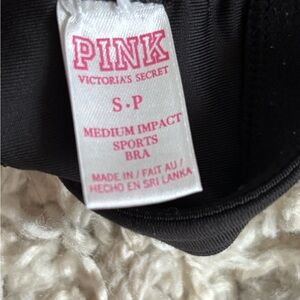 PINK
VICTORIA'S SECRET
S•P
MEDIUM IMPACT
SPORTS
BRA
MADE IN / FAIT AU /
HECHO EN SRI LANKA